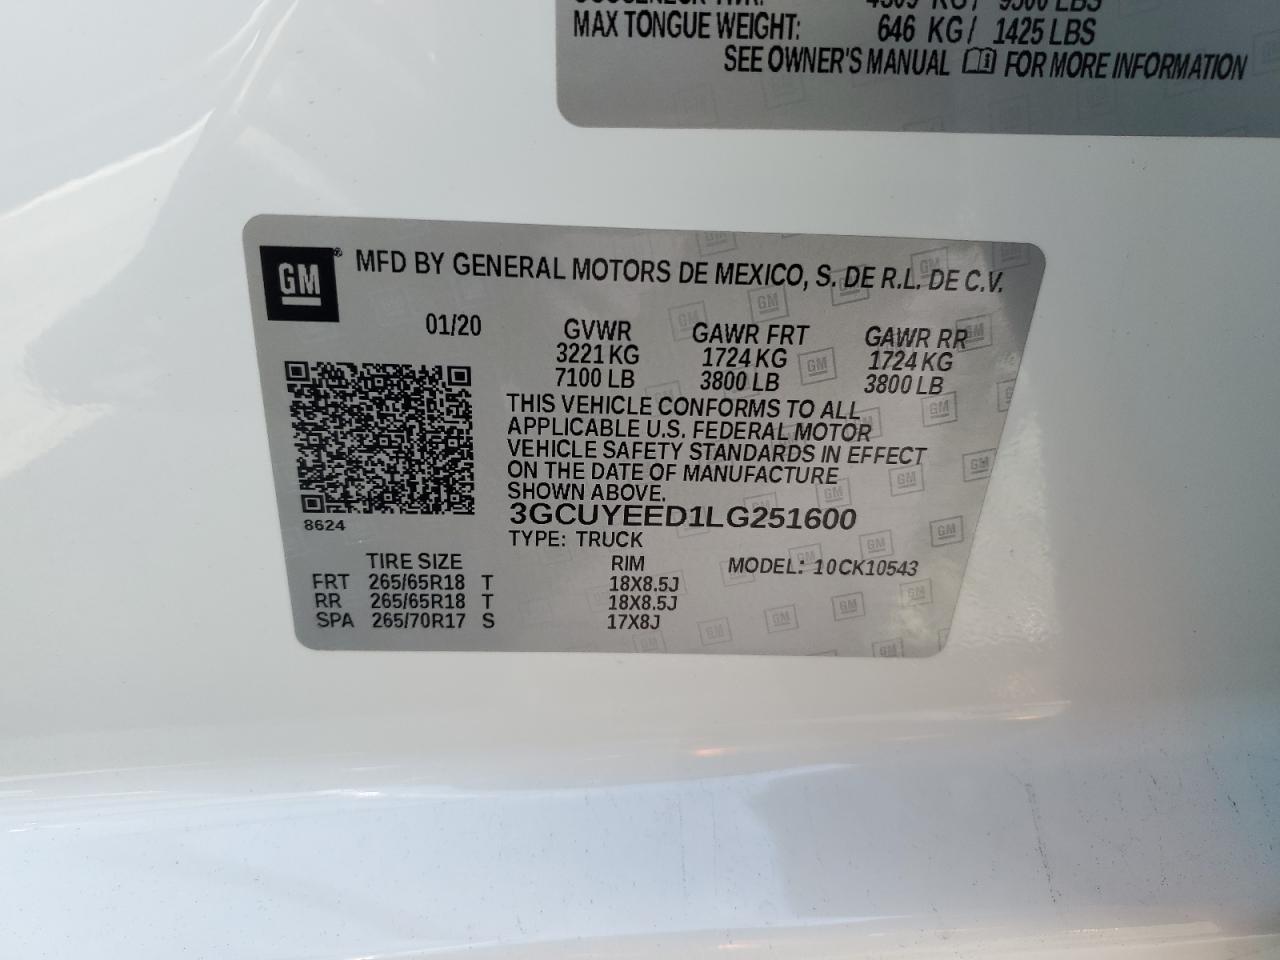 MAX TONGUE WEIGHT: 646 KG / 1425 LBS
SEE OWNER'S MANUAL FOR MORE INFORMATION
GM ® MFD BY GENERAL MOTORS DE MEXICO, S. DE R.L. DE C.V.
01/20 GVWR GAWR FRT GAWR RR
3221 KG 1724 KG 1724 KG
7100 LB 3800 LB 3800 LB
THIS VEHICLE CONFORMS TO ALL
APPLICABLE U.S. FEDERAL MOTOR
VEHICLE SAFETY STANDARDS IN EFFECT
ON THE DATE OF MANUFACTURE
SHOWN ABOVE.
8624 3GCUYEED1LG251600
TYPE: TRUCK
TIRE SIZE RIM MODEL: 10CK10543
FRT 265/65R18 T 18X8.5J
RR 265/65R18 T 18X8.5J
SPA 265/70R17 S 17X8J